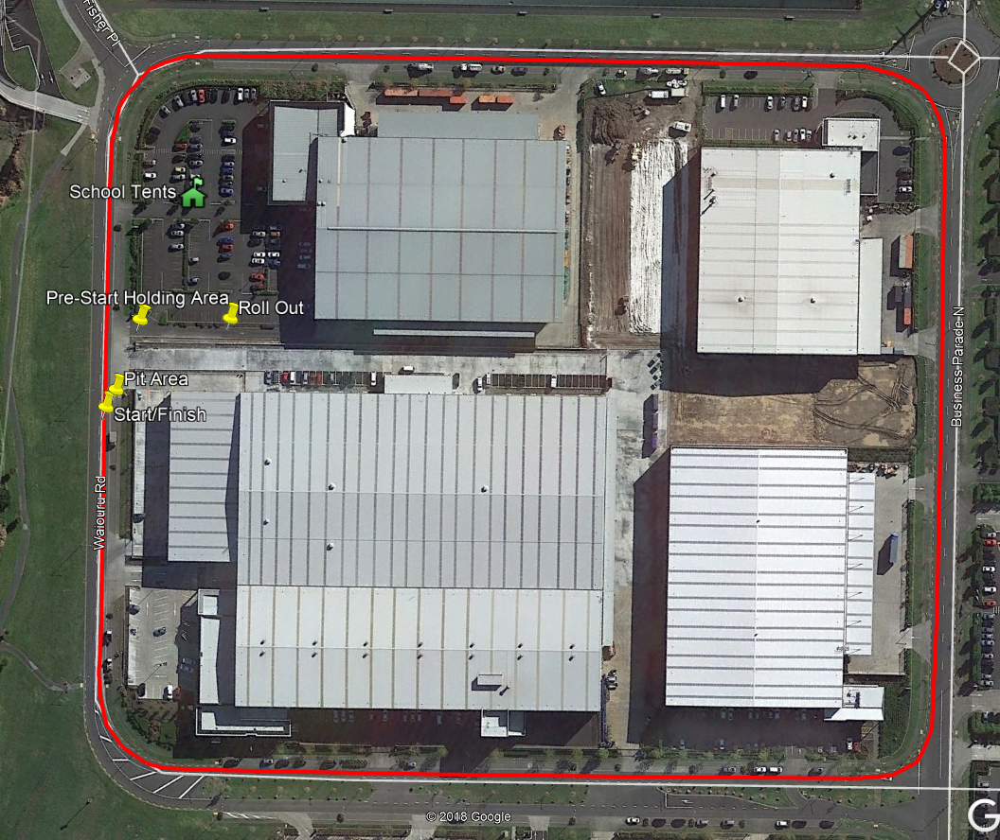 Fisher Pl
School Tents
Pre-Start Holding Area
Roll Out
Business Parade N
Pit Area
Start/Finish
Waiouru Rd
© 2018 Google
G